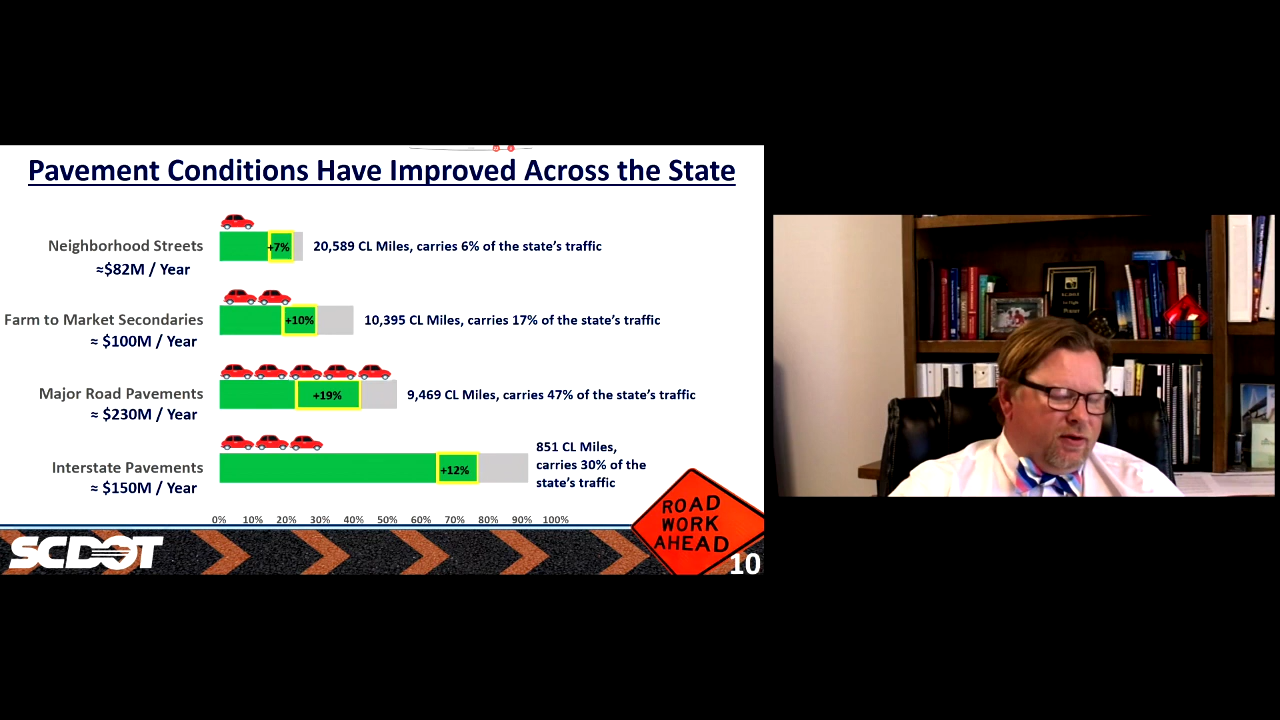 Pavement Conditions Have Improved Across the State
Neighborhood Streets
≈$82M / Year
+7%
20,589 CL Miles, carries 6% of the state's traffic
Farm to Market Secondaries
≈ $100M / Year
+10%
10,395 CL Miles, carries 17% of the state's traffic
Major Road Pavements
≈ $230M / Year
+19%
9,469 CL Miles, carries 47% of the state's traffic
Interstate Pavements
≈ $150M / Year
+12%
851 CL Miles,
carries 30% of the
state's traffic
0% 10% 20% 30% 40% 50% 60% 70% 80% 90% 100%
SCDOT
ROAD
WORK
AHEAD
10